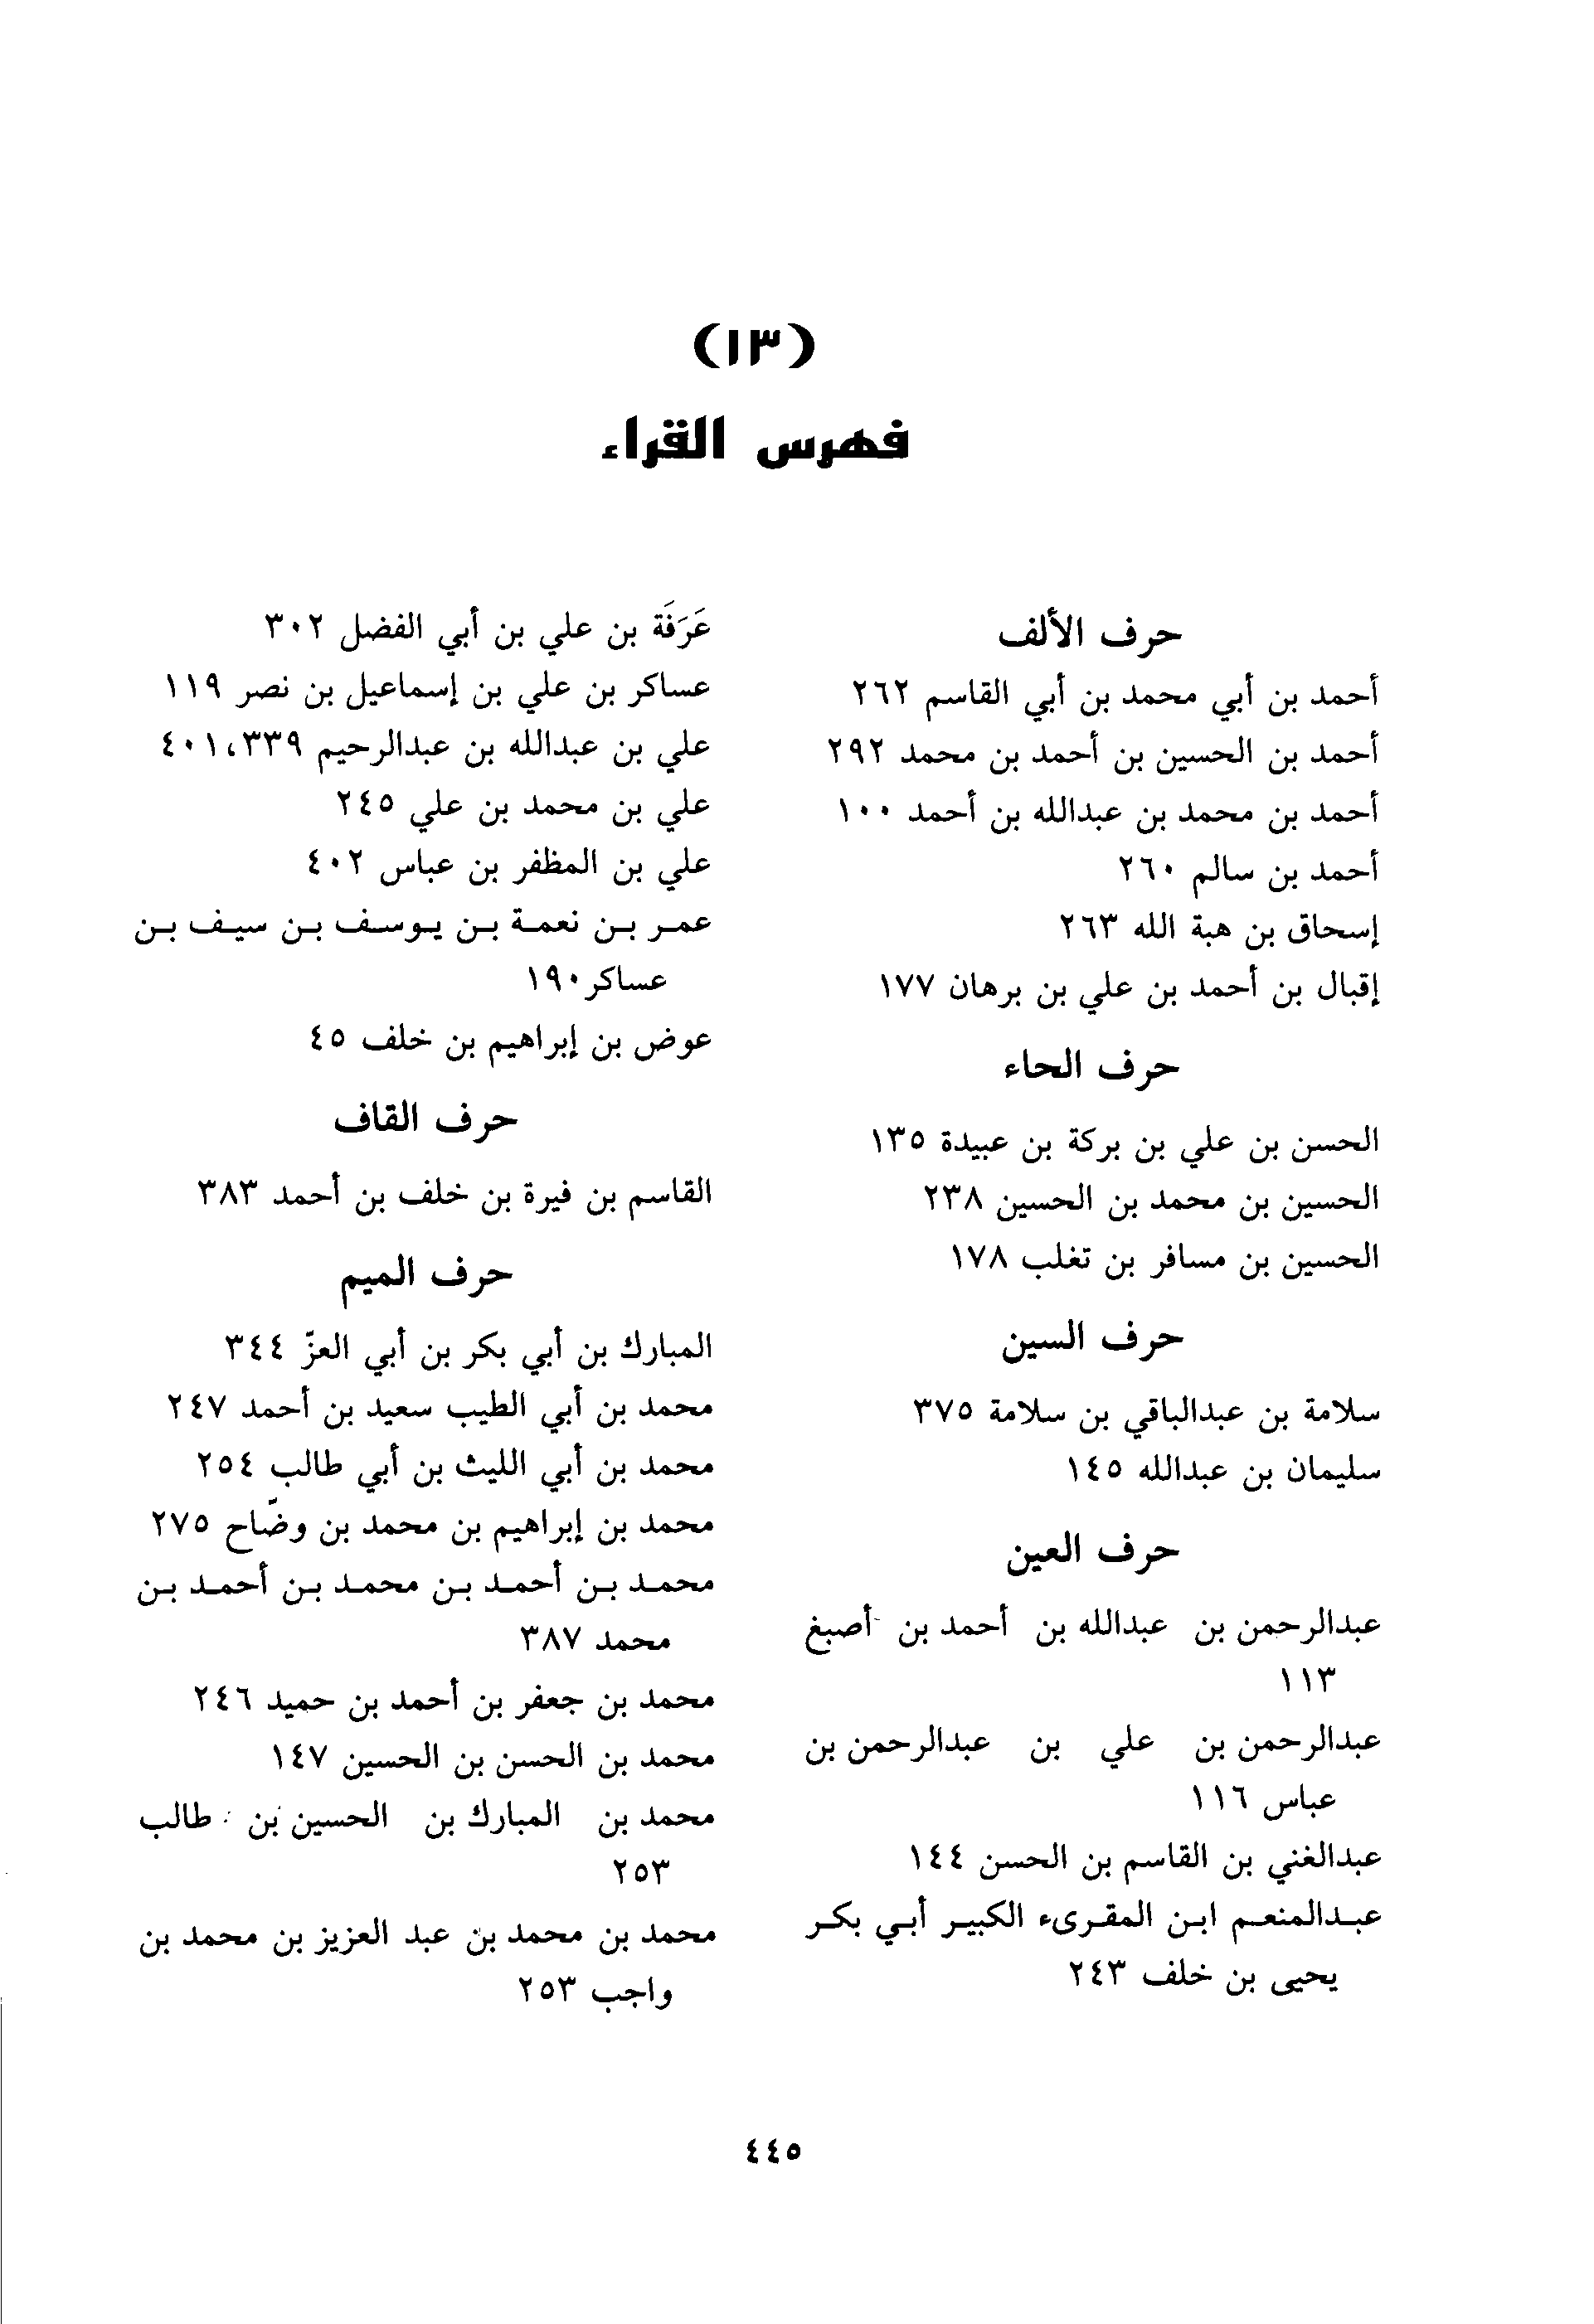 (١٣)
فهرس القراء
حرف الألف
أحمد بن أبي محمد بن أبي القاسم ٢٦٢
أحمد بن الحسين بن أحمد بن محمد ٢٩٢
أحمد بن محمد بن عبدالله بن أحمد ١٠٠
أحمد بن سالم ٢٦٠
إسحاق بن هبة الله ٢٦٣
إقبال بن أحمد بن علي بن برهان ١٧٧
حرف الحاء
الحسن بن علي بن بركة بن عبيدة ١٣٥
الحسين بن محمد بن الحسين ٢٣٨
الحسين بن مسافر بن تغلب ١٧٨
حرف السين
سلامة بن عبدالباقي بن سلامة ٣٧٥
سليمان بن عبدالله ١٤٥
حرف العين
عبدالرحمن بن عبدالله بن أحمد بن أصبغ
١١٣
عبدالرحمن بن علي بن عبدالرحمن بن
عباس ١١٦
عبدالغني بن القاسم بن الحسن ١٤٤
عبدالمنعم ابن المقرىء الكبير أبي بكر
يحيى بن خلف ٢٤٣
عَرَفَة بن علي بن أبي الفضل ٣٠٢
عساكر بن علي بن إسماعيل بن نصر ١١٩
علي بن عبدالله بن عبدالرحيم ٣٣٩، ٤٠١
علي بن محمد بن علي ٢٤٥
علي بن المظفر بن عباس ٤٠٢
عمر بن نعمة بن يوسف بن سيف بن
عساكر ١٩٠
عوض بن إبراهيم بن خلف ٤٥
حرف القاف
القاسم بن فيرة بن خلف بن أحمد ٣٨٣
حرف الميم
المبارك بن أبي بكر بن أبي العزّ ٣٤٤
محمد بن أبي الطيب سعيد بن أحمد ٢٤٧
محمد بن أبي الليث بن أبي طالب ٢٥٤
محمد بن إبراهيم بن محمد بن وضّاح ٢٧٥
محمد بن أحمد بن محمد بن أحمد بن
محمد ٣٨٧
محمد بن جعفر بن أحمد بن حميد ٢٤٦
محمد بن الحسن بن الحسين ١٤٧
محمد بن المبارك بن الحسين بن طالب
٢٥٣
محمد بن محمد بن عبد العزيز بن محمد بن
واجب ٢٥٣
٤٤٥